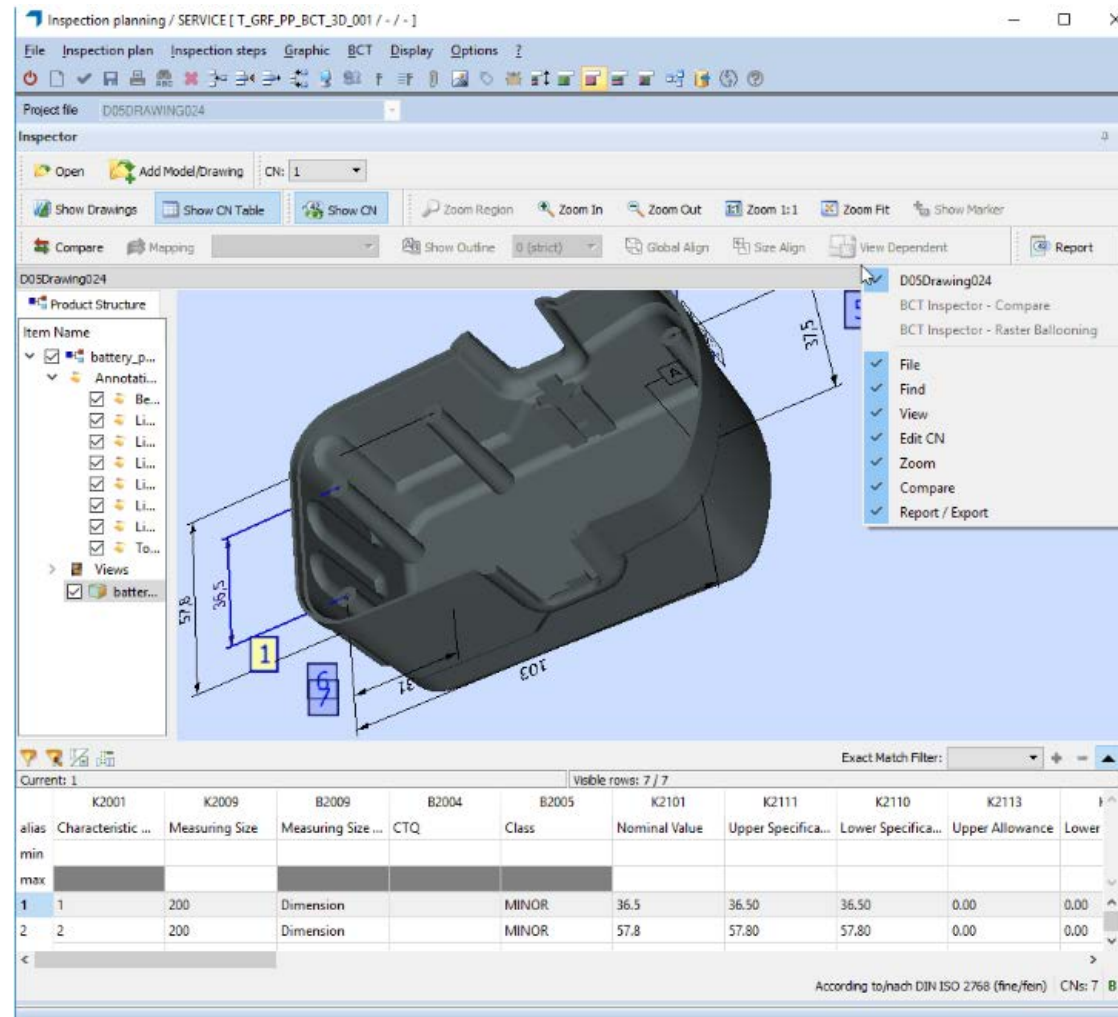 Inspection planning / SERVICE [ T_GRF_PP_BCT_3D_001 / - / - ]
File Inspection plan Inspection steps Graphic BCT Display Options ?
Project file D05DRAWING024
Inspector
Open Add Model/Drawing CN: 1
Show Drawings Show CN Table Show CN Zoom Region Zoom In Zoom Out 1:1 Zoom 1:1 Zoom Fit Show Marker
Compare Mapping Show Outline 0 (strict) Global Align Size Align View Dependent Report
D05Drawing024
Product Structure
Item Name
battery_p...
Annotati...
Be...
Li...
Li...
Li...
Li...
Li...
Li...
To...
Views
batter...
37,5
A
57,8
36,5
1
31
103
D05Drawing024
BCT Inspector - Compare
BCT Inspector - Raster Ballooning
File
Find
View
Edit CN
Zoom
Compare
Report / Export
Exact Match Filter:
Current: 1 Visible rows: 7 / 7
K2001 K2009 B2009 B2004 B2005 K2101 K2111 K2110 K2113
alias Characteristic ... Measuring Size Measuring Size ... CTQ Class Nominal Value Upper Specifica... Lower Specifica... Upper Allowance Lower
min
max
1 1 200 Dimension MINOR 36.5 36.50 36.50 0.00 0.00
2 2 200 Dimension MINOR 57.8 57.80 57.80 0.00 0.00
According to/nach DIN ISO 2768 (fine/fein) CNs: 7 B